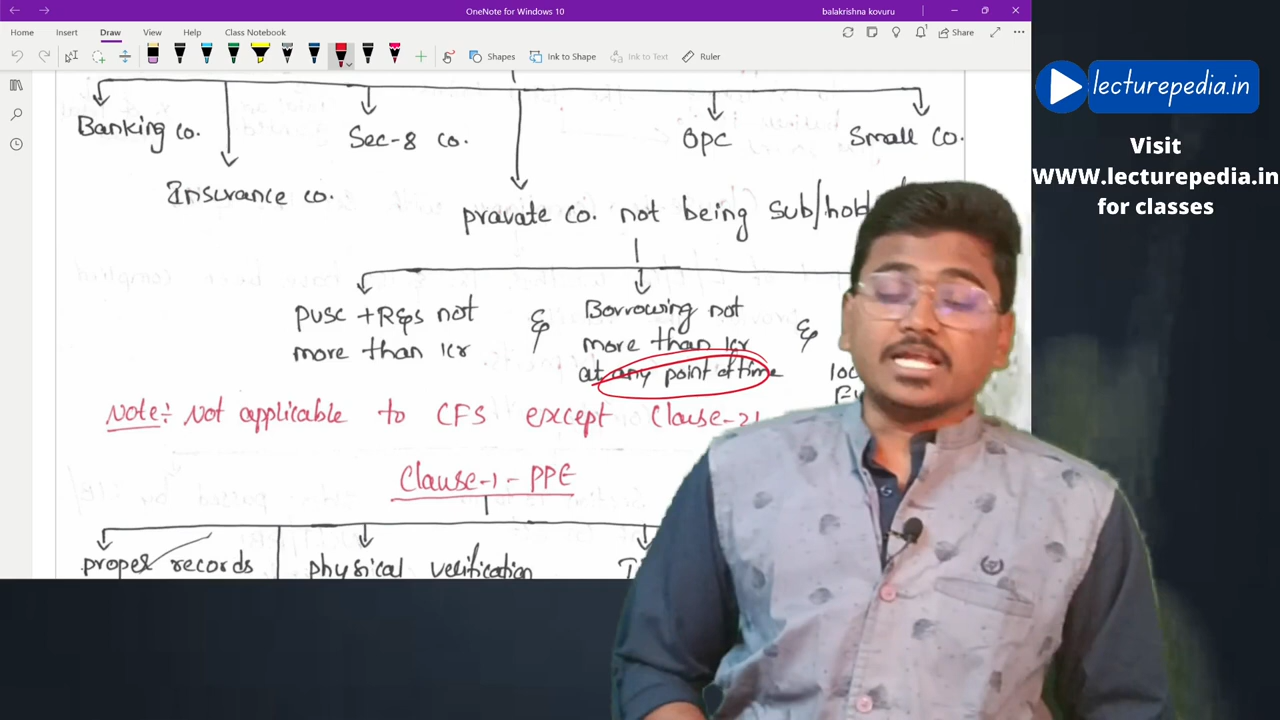 OneNote for Windows 10
balakrishna kovuru
Home Insert Draw View Help Class Notebook
Share
Shapes Ink to Shape Ink to Text Ruler
lecturepedia.in
Visit
WWW.lecturepedia.in
for classes
Banking co. Sec-8 co. OPC Small Co.
Insurance co.
pravate co. not being sub/hold
PUSC + R&S not
more than 1cr
&
Borrowing not
more than 1cr
at any point of time
&
Note:- Not applicable to CFS except Clause-21
Clause-1 - PPE
proper records physical verification